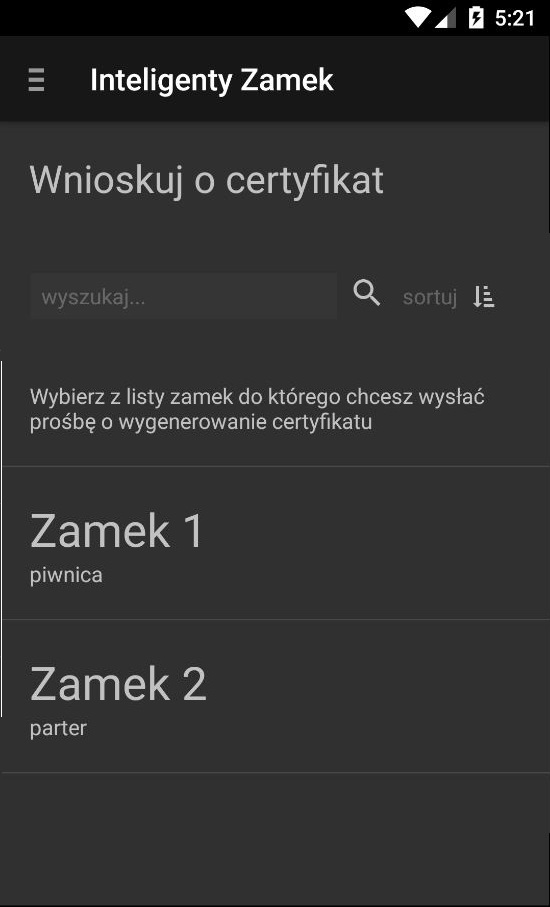 5:21
Inteligenty Zamek
Wnioskuj o certyfikat
wyszukaj...
sortuj
Wybierz z listy zamek do którego chcesz wysłać
prośbę o wygenerowanie certyfikatu
Zamek 1
piwnica
Zamek 2
parter